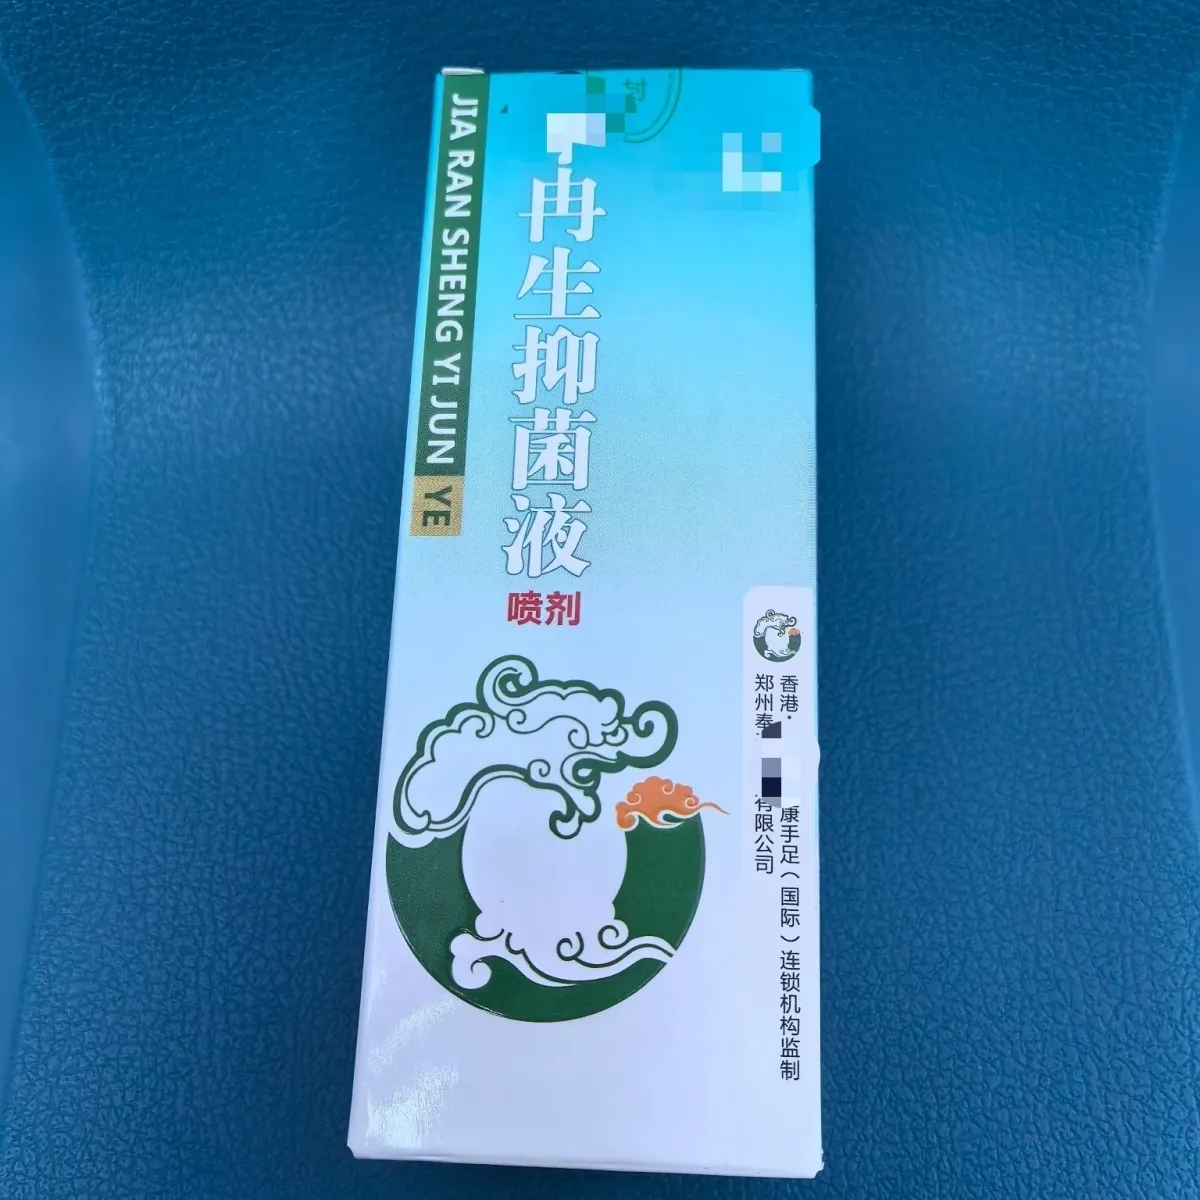 JIA RAN SHENG YI JUN YE
冉生抑菌液
喷剂
香港·
康手足（国际）连锁机构监制
郑州奉
有限公司